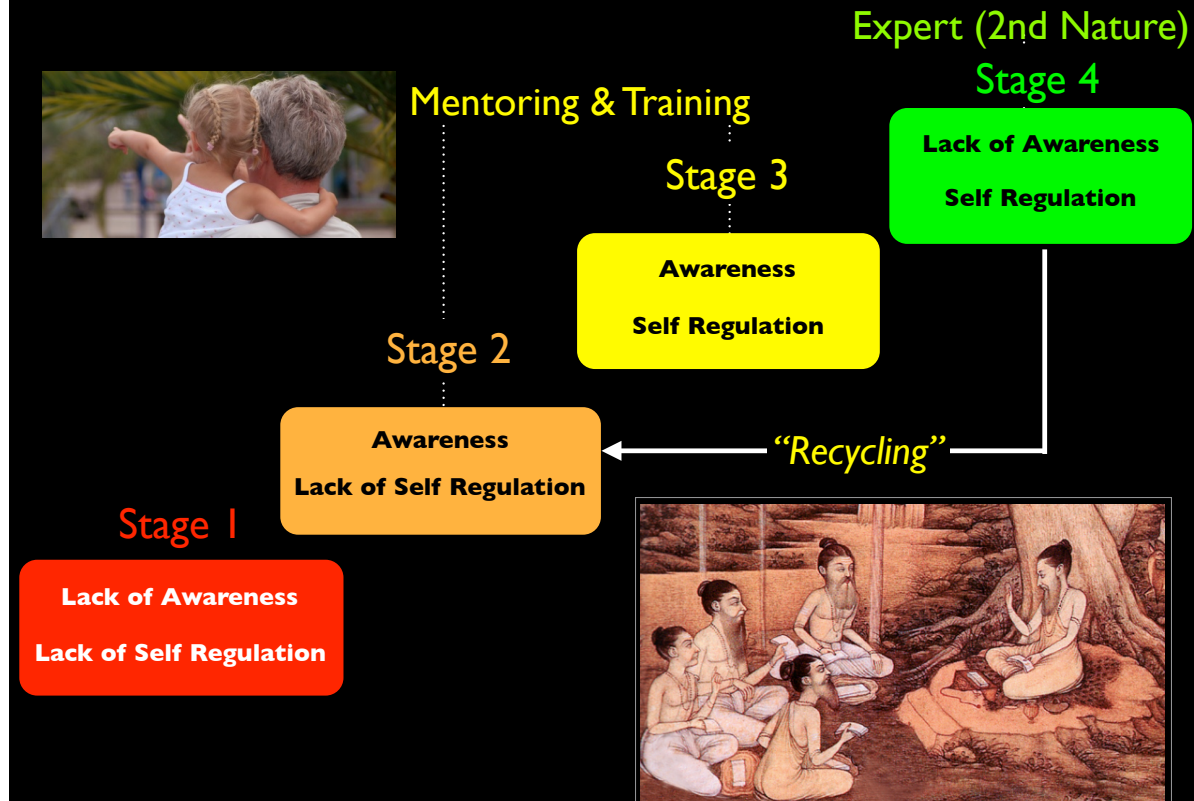 Expert (2nd Nature)
Stage 4
Lack of Awareness
Self Regulation
Mentoring & Training
Stage 3
Awareness
Self Regulation
Stage 2
Awareness
Lack of Self Regulation
“Recycling”
Stage 1
Lack of Awareness
Lack of Self Regulation